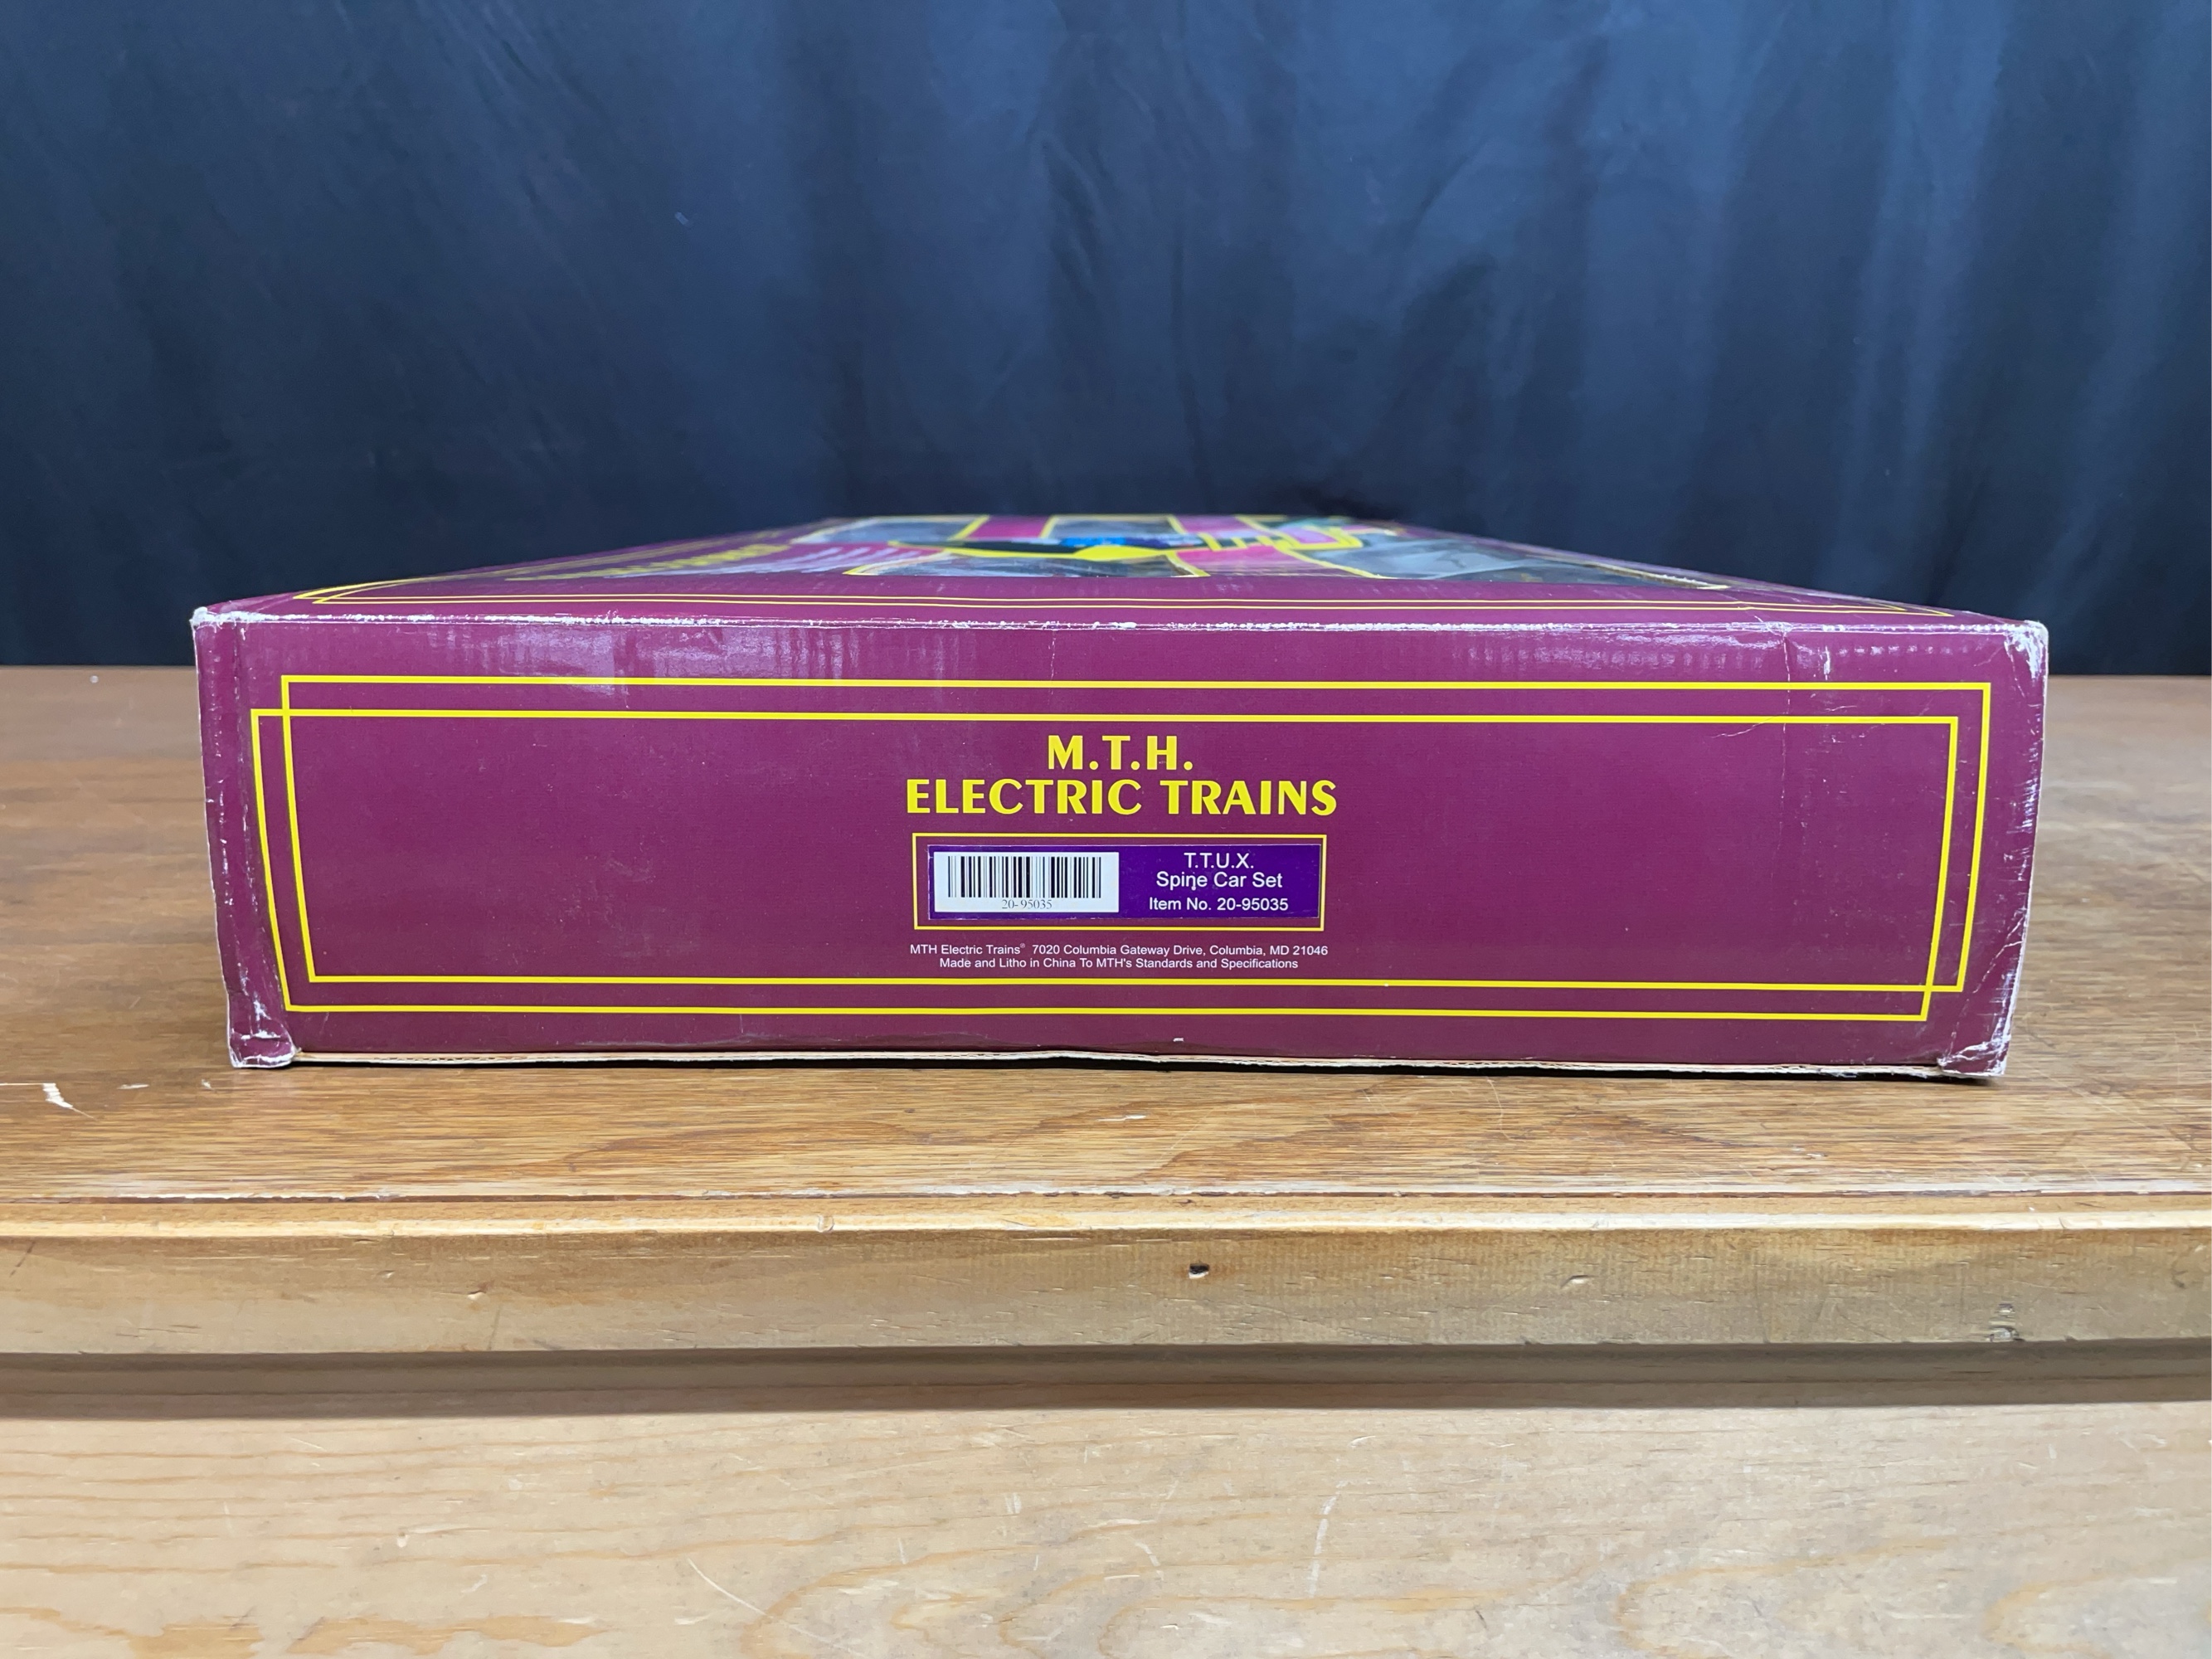 M.T.H.
ELECTRIC TRAINS
T.T.U.X.
Spine Car Set
20-95035
Item No. 20-95035
MTH Electric Trains® 7020 Columbia Gateway Drive, Columbia, MD 21046
Made and Litho in China To MTH's Standards and Specifications